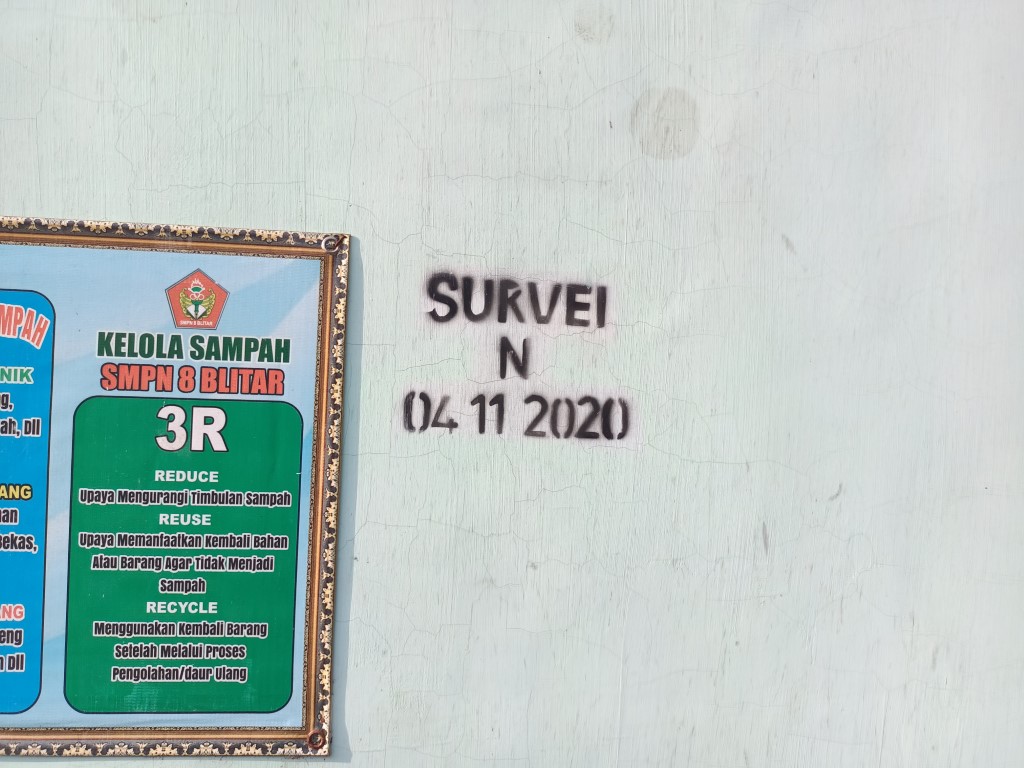 MPAH
NIK
ng,
ah, Dll
ANG
han
Bekas,
NG
eng
n Dll
SMPN 8 BLITAR
KELOLA SAMPAH
SMPN 8 BLITAR
3R
REDUCE
Upaya Mengurangi Timbulan Sampah
REUSE
Upaya Memanfaatkan Kembali Bahan
Atau Barang Agar Tidak Menjadi
Sampah
RECYCLE
Menggunakan Kembali Barang
Setelah Melalui Proses
Pengolahan/daur Ulang
SURVEI
N
04 11 2020